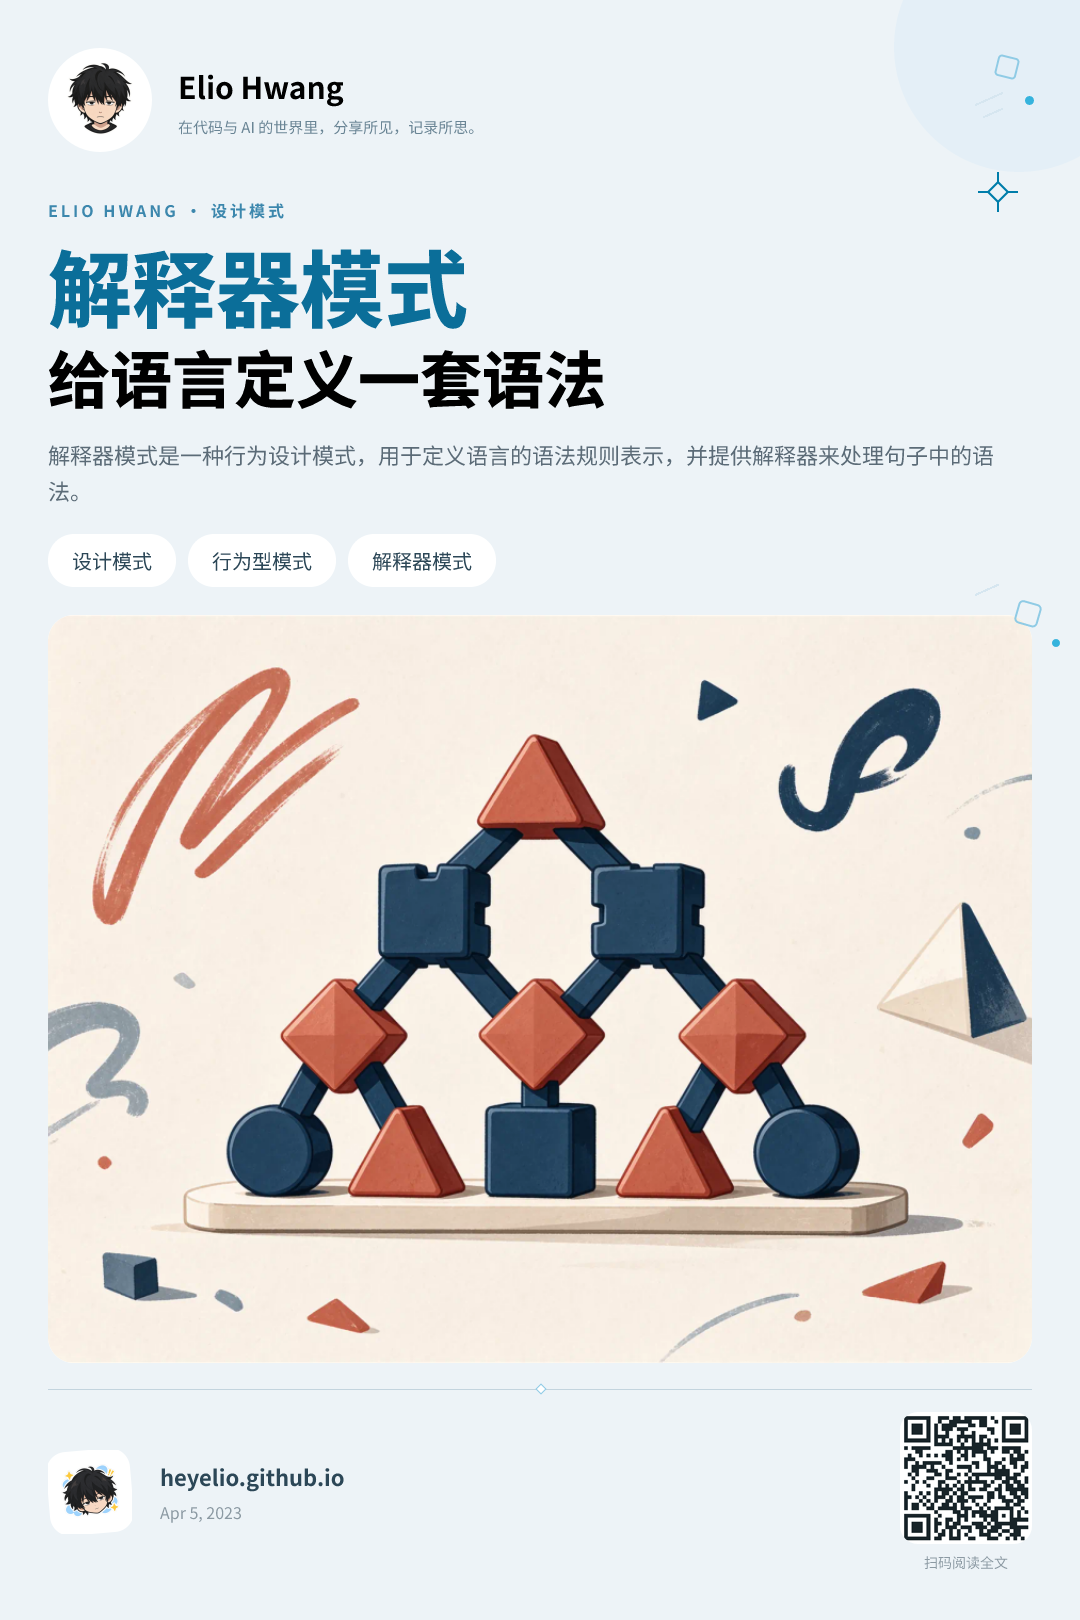 Elio Hwang
在代码与 AI 的世界里，分享所见，记录所思。
ELIO HWANG • 设计模式
解释器模式
给语言定义一套语法
解释器模式是一种行为设计模式，用于定义语言的语法规则表示，并提供解释器来处理句子中的语
法。
设计模式
行为型模式
解释器模式
heyelio.github.io
Apr 5, 2023
扫码阅读全文